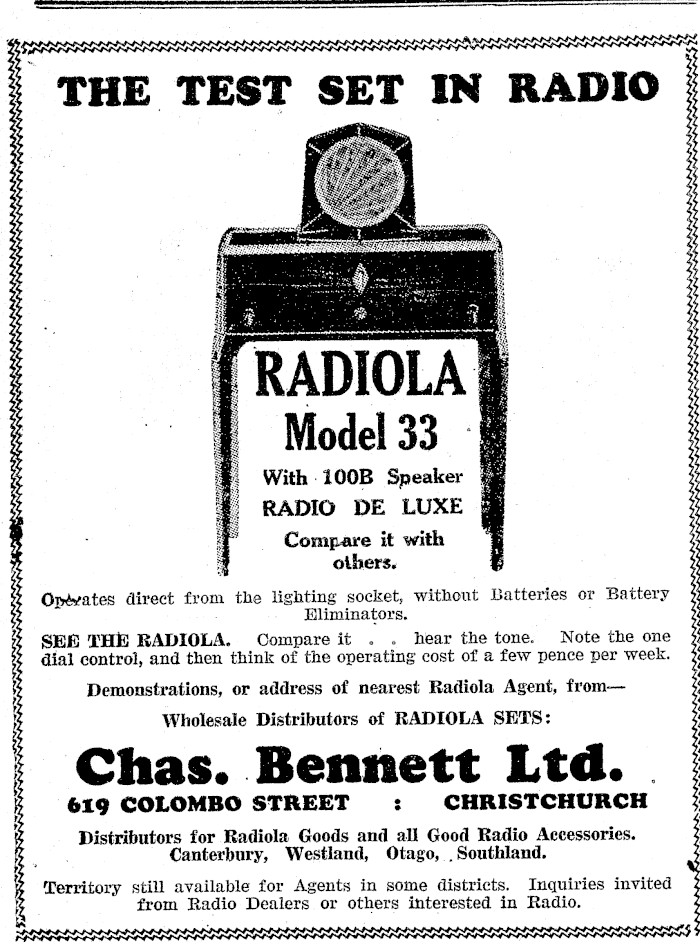 THE TEST SET IN RADIO
RADIOLA
Model 33
With 100B Speaker
RADIO DE LUXE
Compare it with
others.
Operates direct from the lighting socket, without Batteries or Battery
Eliminators.
SEE THE RADIOLA. Compare it . . hear the tone. Note the one
dial control, and then think of the operating cost of a few pence per week.
Demonstrations, or address of nearest Radiola Agent, from—
Wholesale Distributors of RADIOLA SETS:
Chas. Bennett Ltd.
619 COLOMBO STREET : CHRISTCHURCH
Distributors for Radiola Goods and all Good Radio Accessories.
Canterbury, Westland, Otago, Southland.
Territory still available for Agents in some districts. Inquiries invited
from Radio Dealers or others interested in Radio.